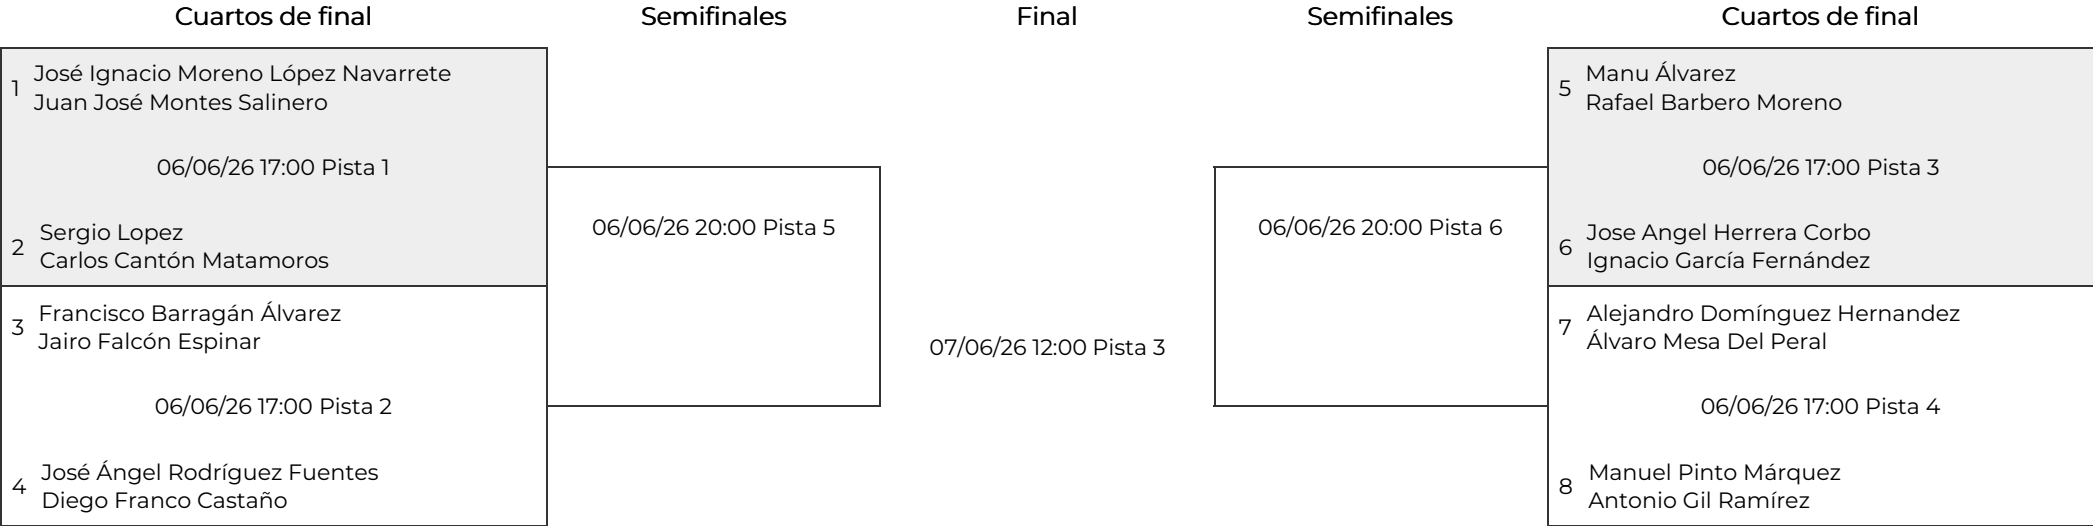 Cuartos de final
Semifinales
Final
Semifinales
Cuartos de final
1
José Ignacio Moreno López Navarrete
Juan José Montes Salinero
06/06/26 17:00 Pista 1
2
Sergio Lopez
Carlos Cantón Matamoros
3
Francisco Barragán Álvarez
Jairo Falcón Espinar
06/06/26 17:00 Pista 2
4
José Ángel Rodríguez Fuentes
Diego Franco Castaño
06/06/26 20:00 Pista 5
07/06/26 12:00 Pista 3
06/06/26 20:00 Pista 6
5
Manu Álvarez
Rafael Barbero Moreno
06/06/26 17:00 Pista 3
6
Jose Angel Herrera Corbo
Ignacio García Fernández
7
Alejandro Domínguez Hernandez
Álvaro Mesa Del Peral
06/06/26 17:00 Pista 4
8
Manuel Pinto Márquez
Antonio Gil Ramírez